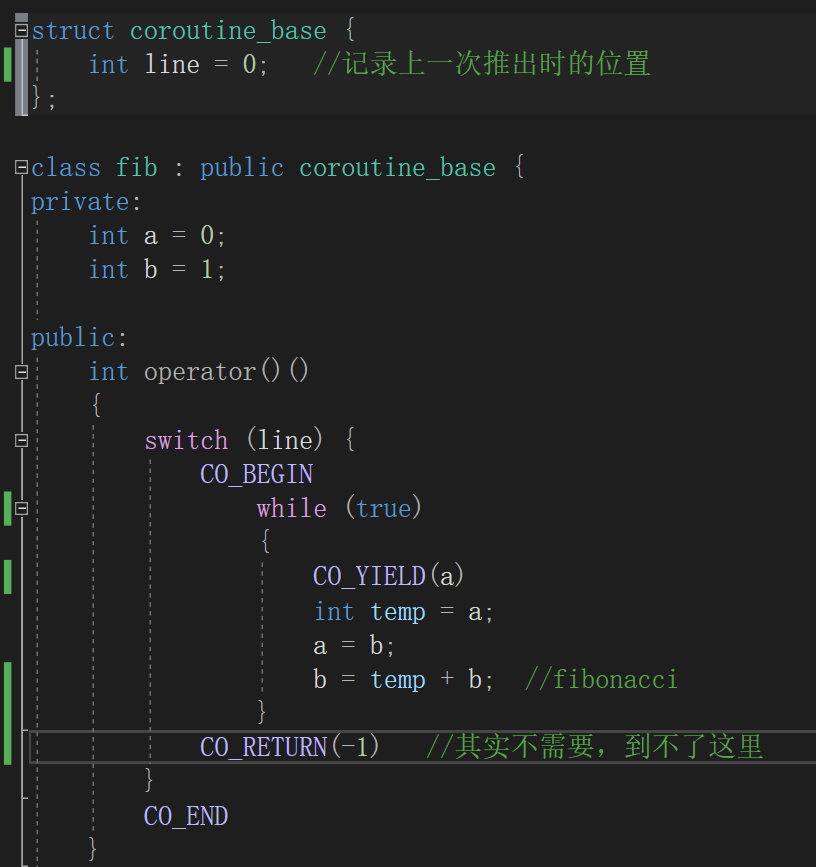 struct coroutine_base {
    int line = 0;   //记录上一次推出时的位置
};
class fib : public coroutine_base {
private:
    int a = 0;
    int b = 1;
public:
    int operator()()
    {
        switch (line) {
            CO_BEGIN
                while (true)
                {
                    CO_YIELD(a)
                    int temp = a;
                    a = b;
                    b = temp + b;  //fibonacci
                }
            CO_RETURN(-1)   //其实不需要，到不了这里
        }
        CO_END
    }